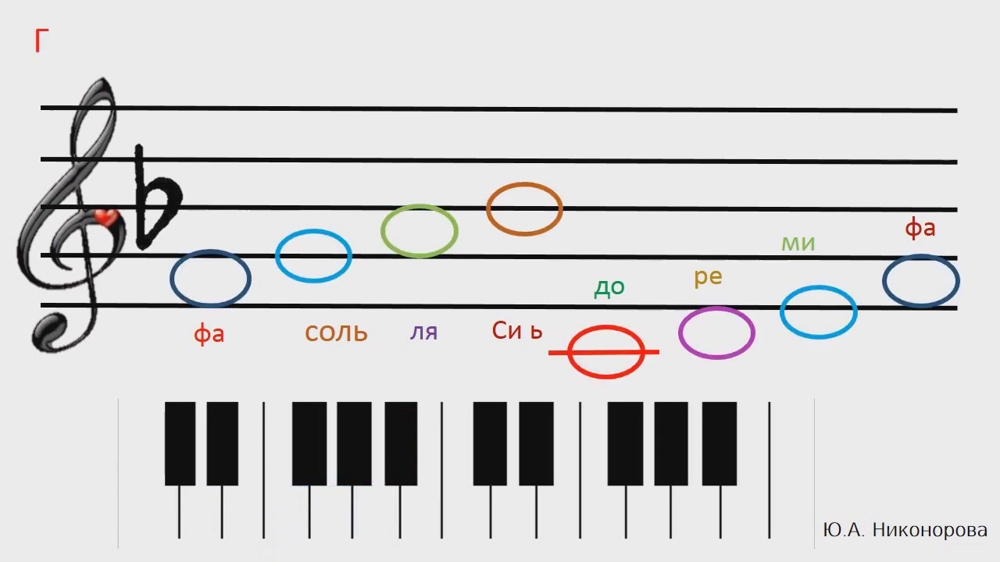 Г
фа
ми
ре
до
фа соль ля Си ь
Ю.А. Никонорова